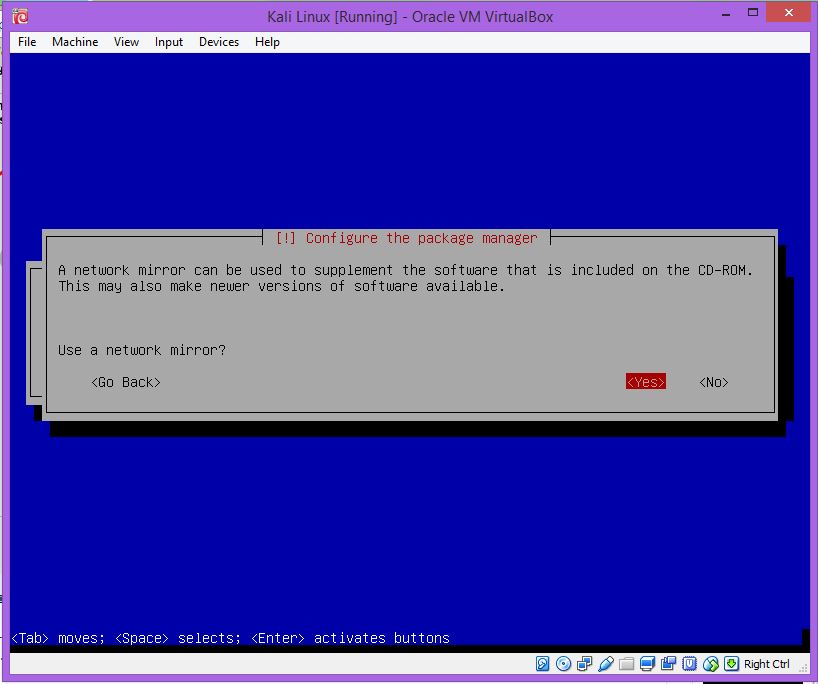 Kali Linux [Running] - Oracle VM VirtualBox
File Machine View Input Devices Help
[!] Configure the package manager
A network mirror can be used to supplement the software that is included on the CD-ROM.
This may also make newer versions of software available.
Use a network mirror?
<Go Back> <Yes> <No>
<Tab> moves; <Space> selects; <Enter> activates buttons
Right Ctrl